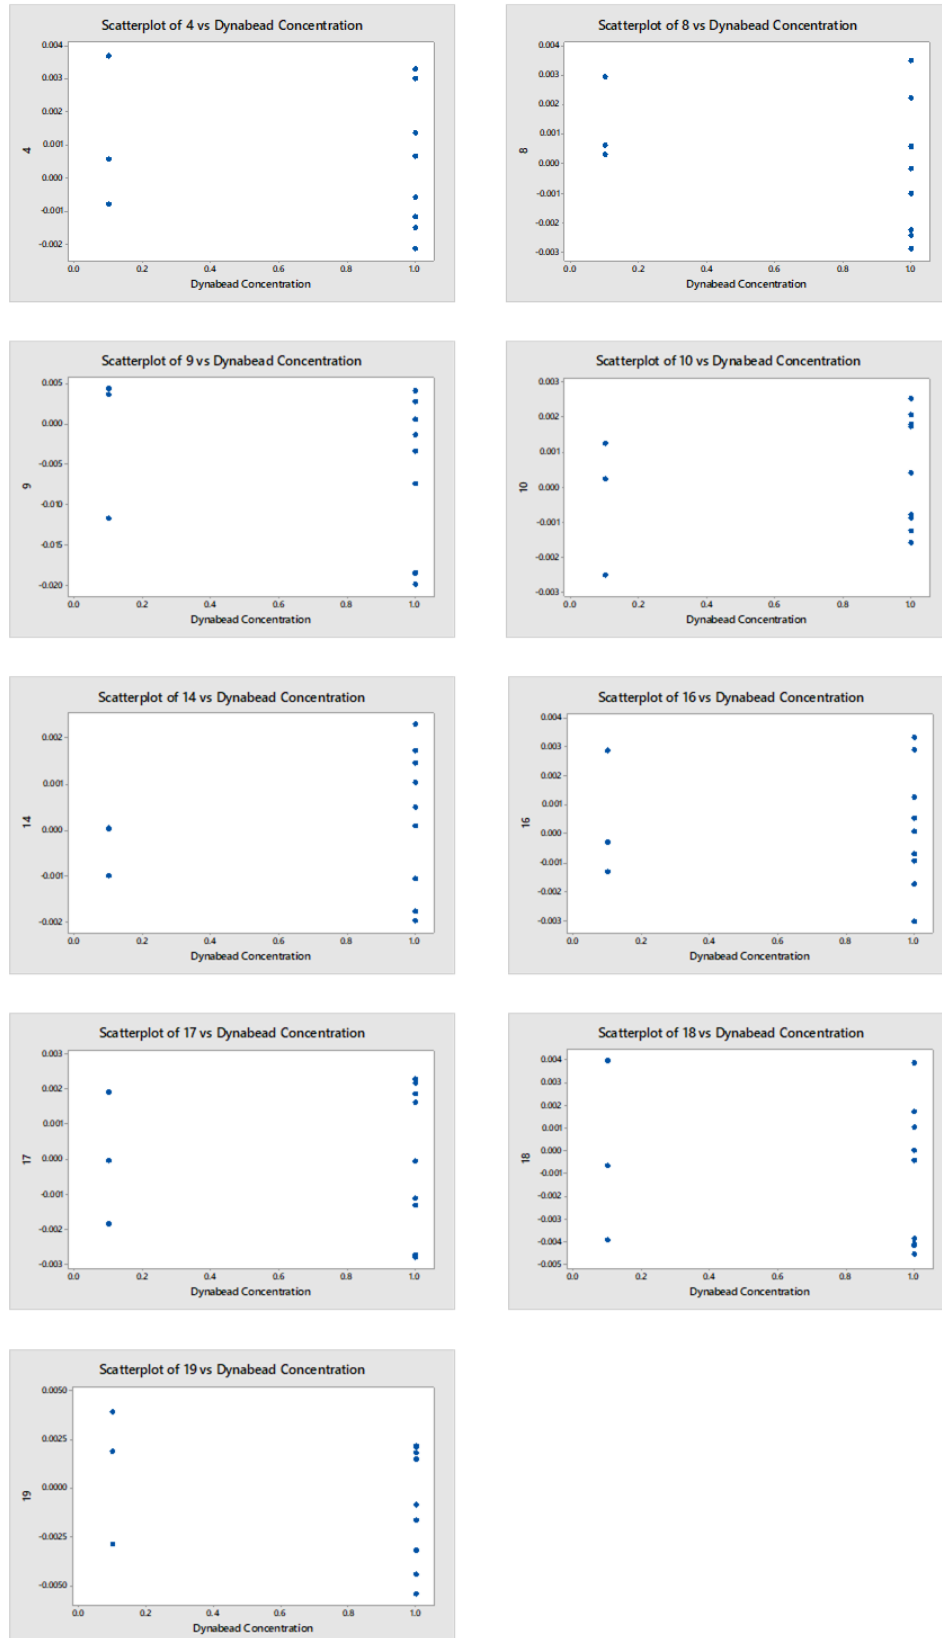 Scatterplot of 4 vs Dynabead Concentration
0.004
0.003
0.002
0.001
0.000
-0.001
-0.002
4
0.0 0.2 0.4 0.6 0.8 1.0
Dynabead Concentration
Scatterplot of 8 vs Dynabead Concentration
0.004
0.003
0.002
0.001
0.000
-0.001
-0.002
-0.003
8
0.0 0.2 0.4 0.6 0.8 1.0
Dynabead Concentration
Scatterplot of 9 vs Dynabead Concentration
0.005
0.000
-0.005
-0.010
-0.015
-0.020
9
0.0 0.2 0.4 0.6 0.8 1.0
Dynabead Concentration
Scatterplot of 10 vs Dynabead Concentration
0.003
0.002
0.001
0.000
-0.001
-0.002
-0.003
10
0.0 0.2 0.4 0.6 0.8 1.0
Dynabead Concentration
Scatterplot of 14 vs Dynabead Concentration
0.002
0.001
0.000
-0.001
-0.002
14
0.0 0.2 0.4 0.6 0.8 1.0
Dynabead Concentration
Scatterplot of 16 vs Dynabead Concentration
0.004
0.003
0.002
0.001
0.000
-0.001
-0.002
-0.003
16
0.0 0.2 0.4 0.6 0.8 1.0
Dynabead Concentration
Scatterplot of 17 vs Dynabead Concentration
0.003
0.002
0.001
0.000
-0.001
-0.002
-0.003
17
0.0 0.2 0.4 0.6 0.8 1.0
Dynabead Concentration
Scatterplot of 18 vs Dynabead Concentration
0.004
0.003
0.002
0.001
0.000
-0.001
-0.002
-0.003
-0.004
-0.005
18
0.0 0.2 0.4 0.6 0.8 1.0
Dynabead Concentration
Scatterplot of 19 vs Dynabead Concentration
0.0050
0.0025
0.0000
-0.0025
-0.0050
19
0.0 0.2 0.4 0.6 0.8 1.0
Dynabead Concentration